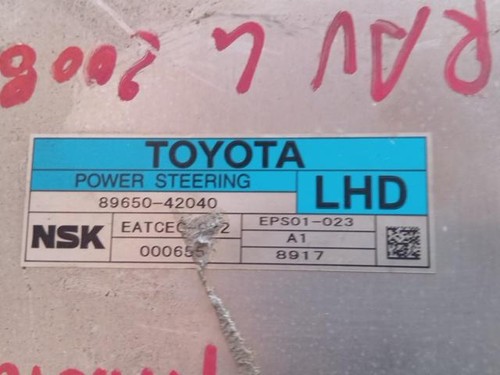 RAV 4 2008
TOYOTA
POWER STEERING
LHD
89650-42040
NSK
EPS01-023
A1
8917